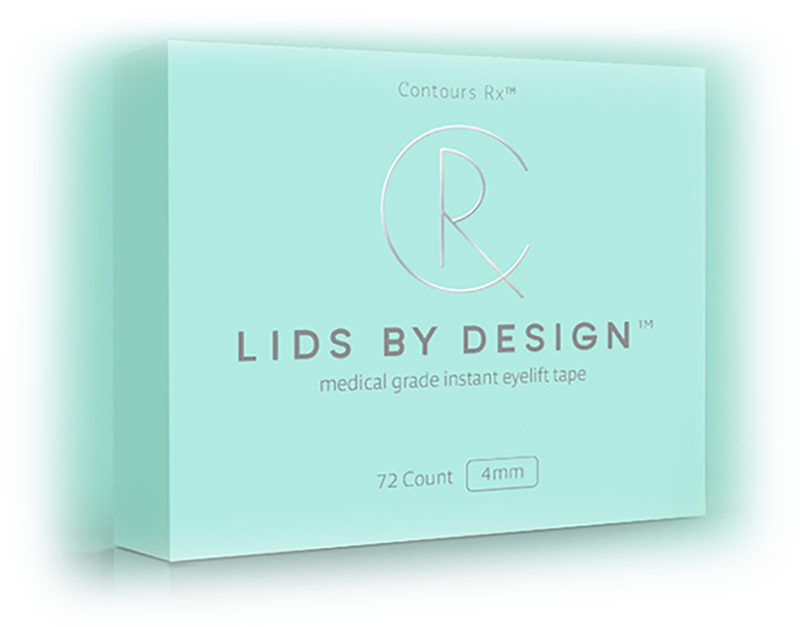 Contours Rx™
CR
LIDS BY DESIGN™
medical grade instant eyelift tape
72 Count 4mm